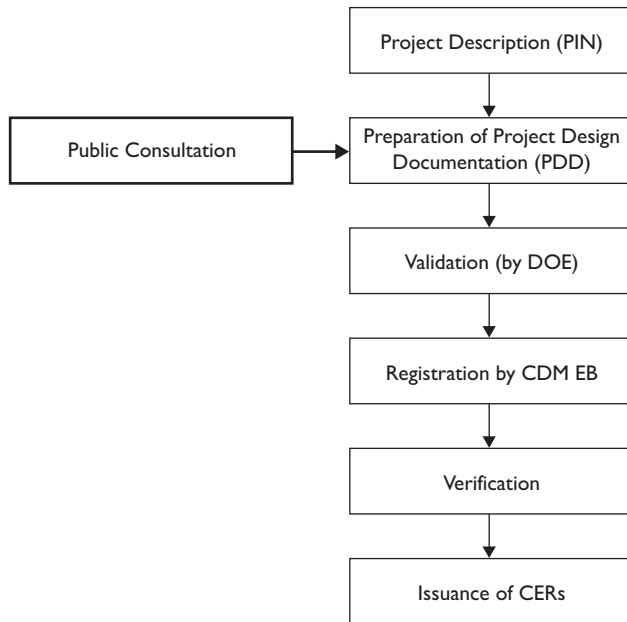 Project Description (PIN)
Public Consultation
Preparation of Project Design
Documentation (PDD)
Validation (by DOE)
Registration by CDM EB
Verification
Issuance of CERs